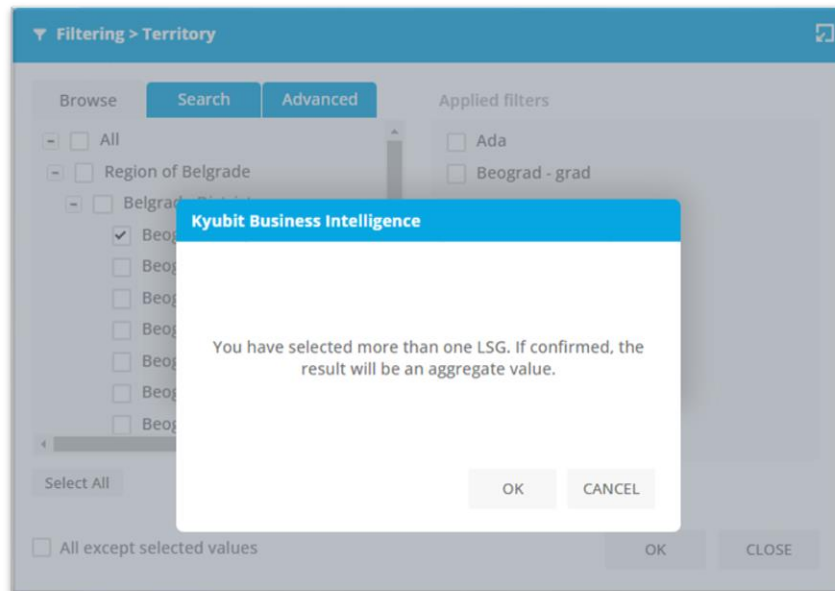 Filtering > Territory
Browse
Search
Advanced
Applied filters
All
Region of Belgrade
Ada
Beograd - grad
Kyubit Business Intelligence
You have selected more than one LSG. If confirmed, the
result will be an aggregate value.
OK
CANCEL
Select All
All except selected values
OK
CLOSE